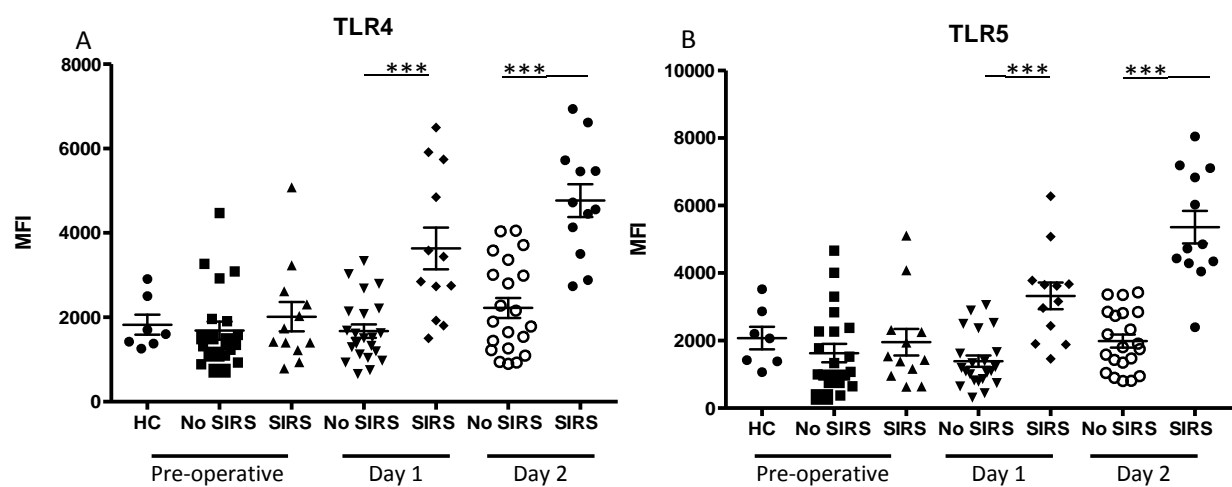 A
TLR4
***
***
8000
6000
4000
2000
0
MFI
HC
No SIRS
SIRS
No SIRS
SIRS
No SIRS
SIRS
Pre-operative
Day 1
Day 2
B
TLR5
***
***
10000
8000
6000
4000
2000
0
MFI
HC
No SIRS
SIRS
No SIRS
SIRS
No SIRS
SIRS
Pre-operative
Day 1
Day 2